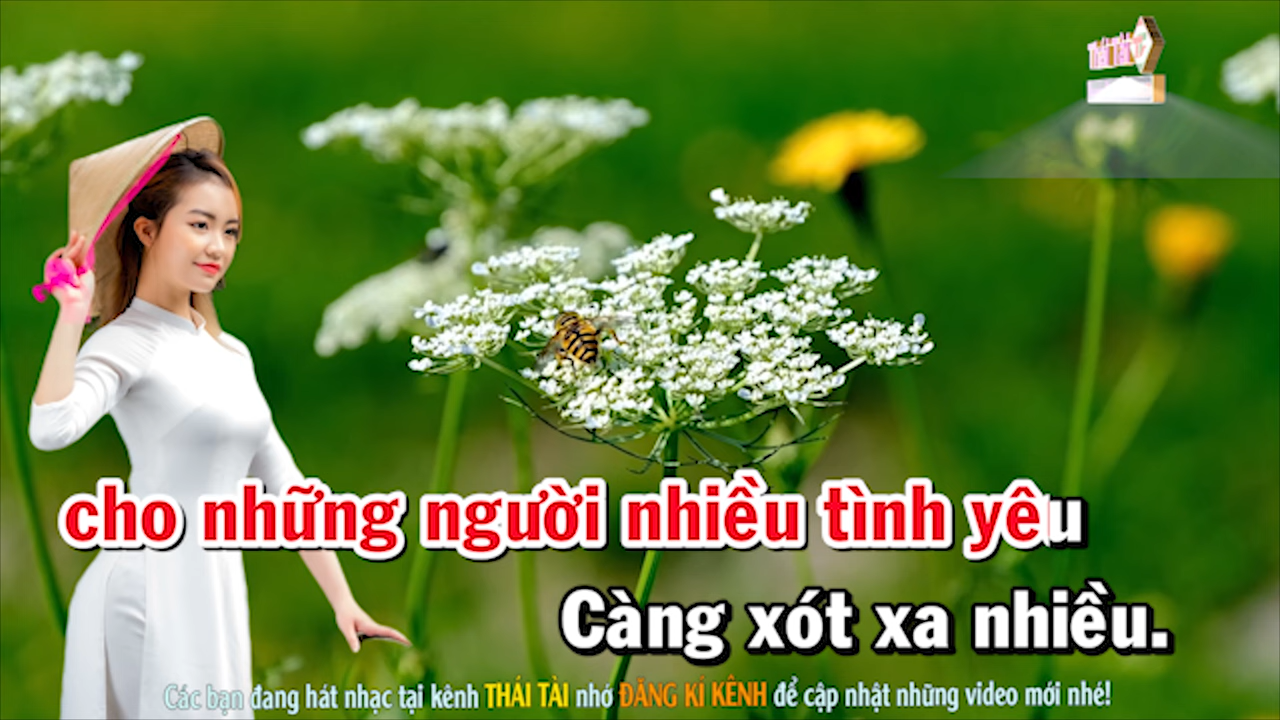 cho những người nhiều tình yêu
Càng xót xa nhiều.
Các bạn đang hát nhạc tại kênh THÁI TÀI nhớ ĐĂNG KÍ KÊNH để cập nhật những video mới nhé!